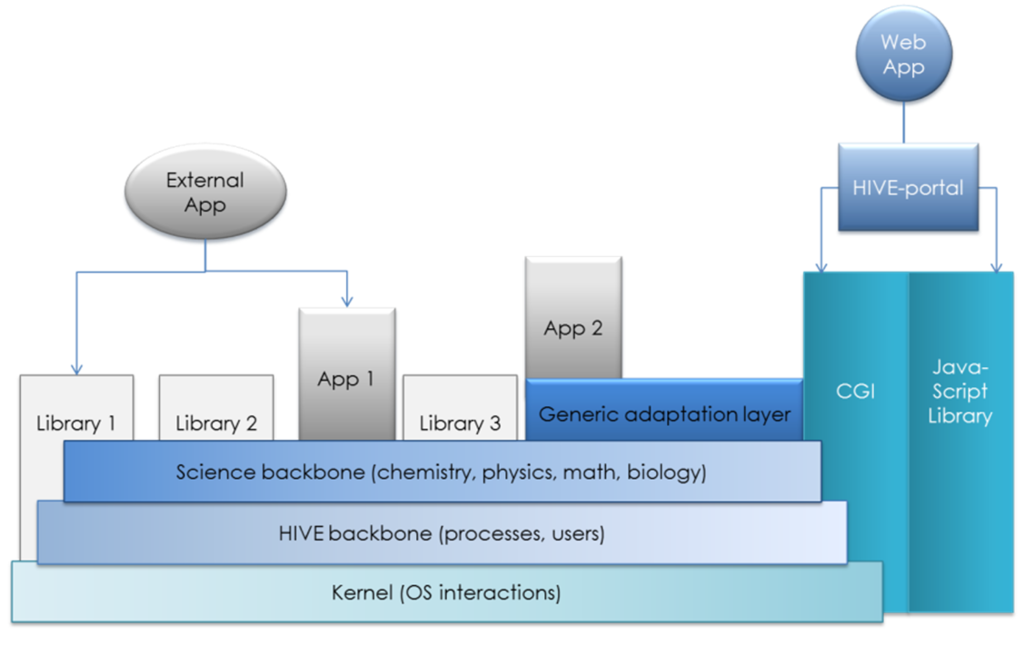 Web
App
HIVE-portal
External
App
App 2
App 1
Library 1
Library 2
Library 3
Generic adaptation layer
CGI
Java-
Script
Library
Science backbone (chemistry, physics, math, biology)
HIVE backbone (processes, users)
Kernel (OS interactions)